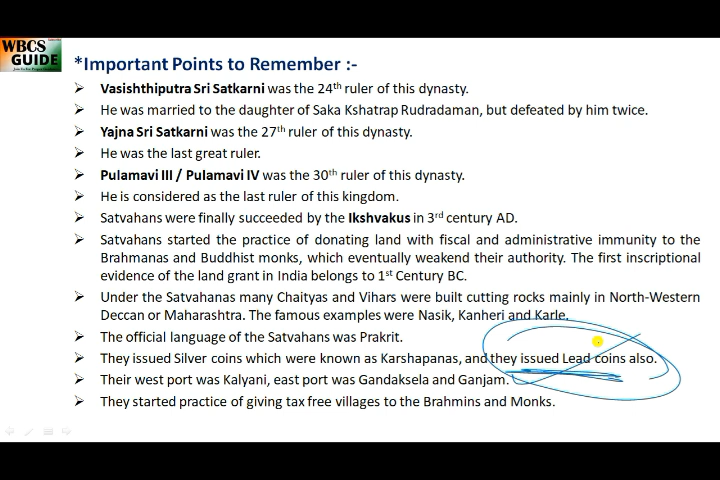 WBCS
GUIDE
*Important Points to Remember :-
➢ Vasishthiputra Sri Satkarni was the 24th ruler of this dynasty.
➢ He was married to the daughter of Saka Kshatrap Rudradaman, but defeated by him twice.
➢ Yajna Sri Satkarni was the 27th ruler of this dynasty.
➢ He was the last great ruler.
➢ Pulamavi III / Pulamavi IV was the 30th ruler of this dynasty.
➢ He is considered as the last ruler of this kingdom.
➢ Satvahans were finally succeeded by the Ikshvakus in 3rd century AD.
➢ Satvahans started the practice of donating land with fiscal and administrative immunity to the
Brahmanas and Buddhist monks, which eventually weakend their authority. The first inscriptional
evidence of the land grant in India belongs to 1st Century BC.
➢ Under the Satvahanas many Chaityas and Vihars were built cutting rocks mainly in North-Western
Deccan or Maharashtra. The famous examples were Nasik, Kanheri and Karle.
➢ The official language of the Satvahans was Prakrit.
➢ They issued Silver coins which were known as Karshapanas, and they issued Lead coins also.
➢ Their west port was Kalyani, east port was Gandaksela and Ganjam.
➢ They started practice of giving tax free villages to the Brahmins and Monks.